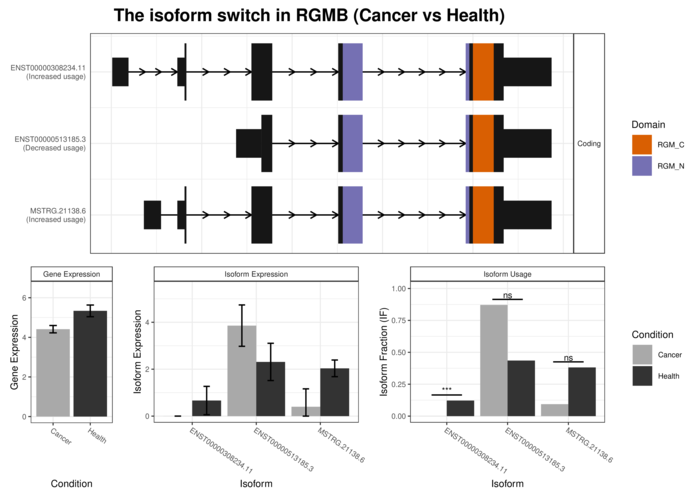 The isoform switch in RGMB (Cancer vs Health)
ENST00000308234.11
(Increased usage)
ENST00000513185.3
(Decreased usage)
MSTRG.21138.6
(Increased usage)
Coding
Domain
RGM_C
RGM_N
Gene Expression
Gene Expression
0
2
4
6
Cancer
Health
Condition
Isoform Expression
Isoform Expression
0
2
4
ENST00000308234.11
ENST00000513185.3
MSTRG.21138.6
Isoform
Isoform Usage
Isoform Fraction (IF)
0.00
0.25
0.50
0.75
1.00
***
ns
ns
ENST00000308234.11
ENST00000513185.3
MSTRG.21138.6
Isoform
Condition
Cancer
Health